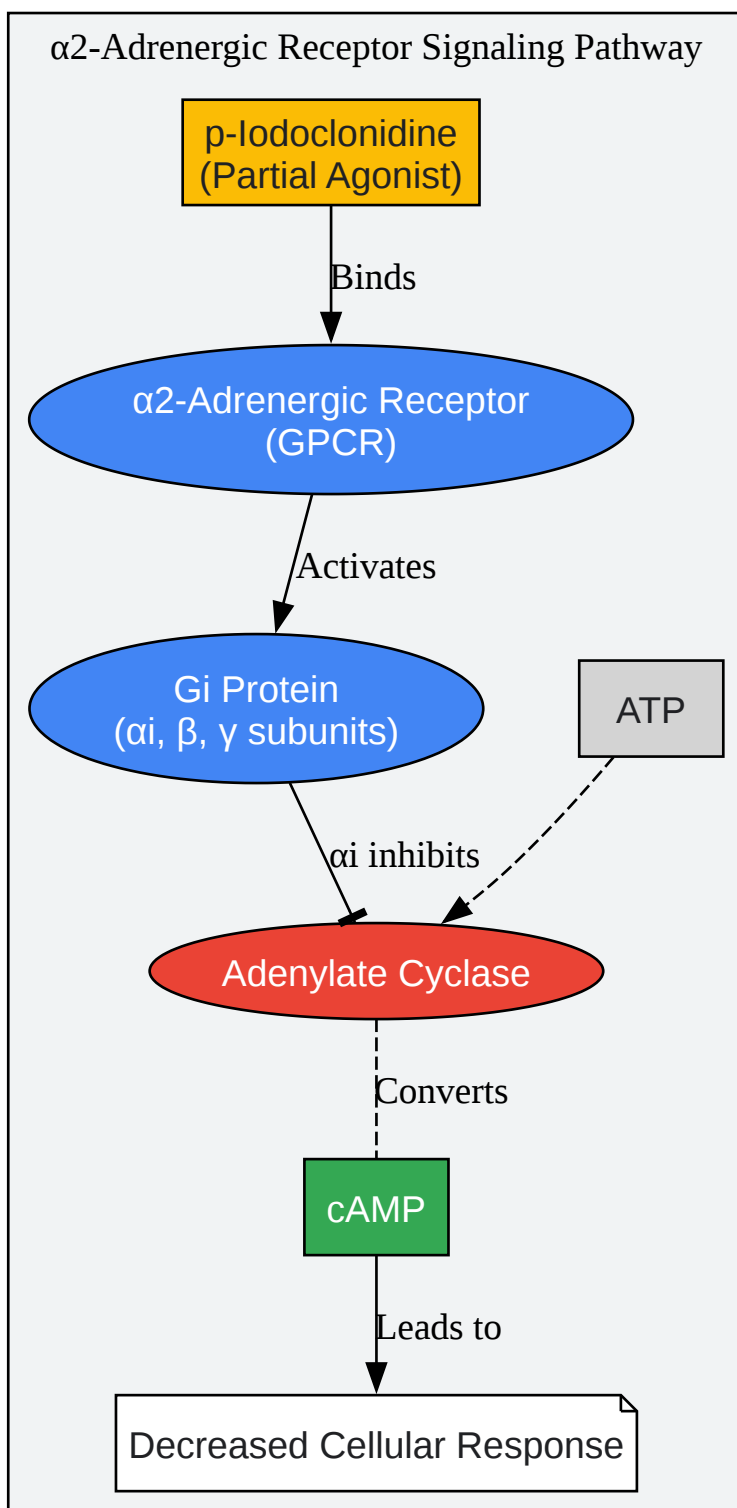 α2-Adrenergic Receptor Signaling Pathway
p-Iodoclonidine
(Partial Agonist)
Binds
α2-Adrenergic Receptor
(GPCR)
Activates
Gi Protein
(αi, β, γ subunits)
ATP
αi inhibits
Adenylate Cyclase
Converts
cAMP
Leads to
Decreased Cellular Response